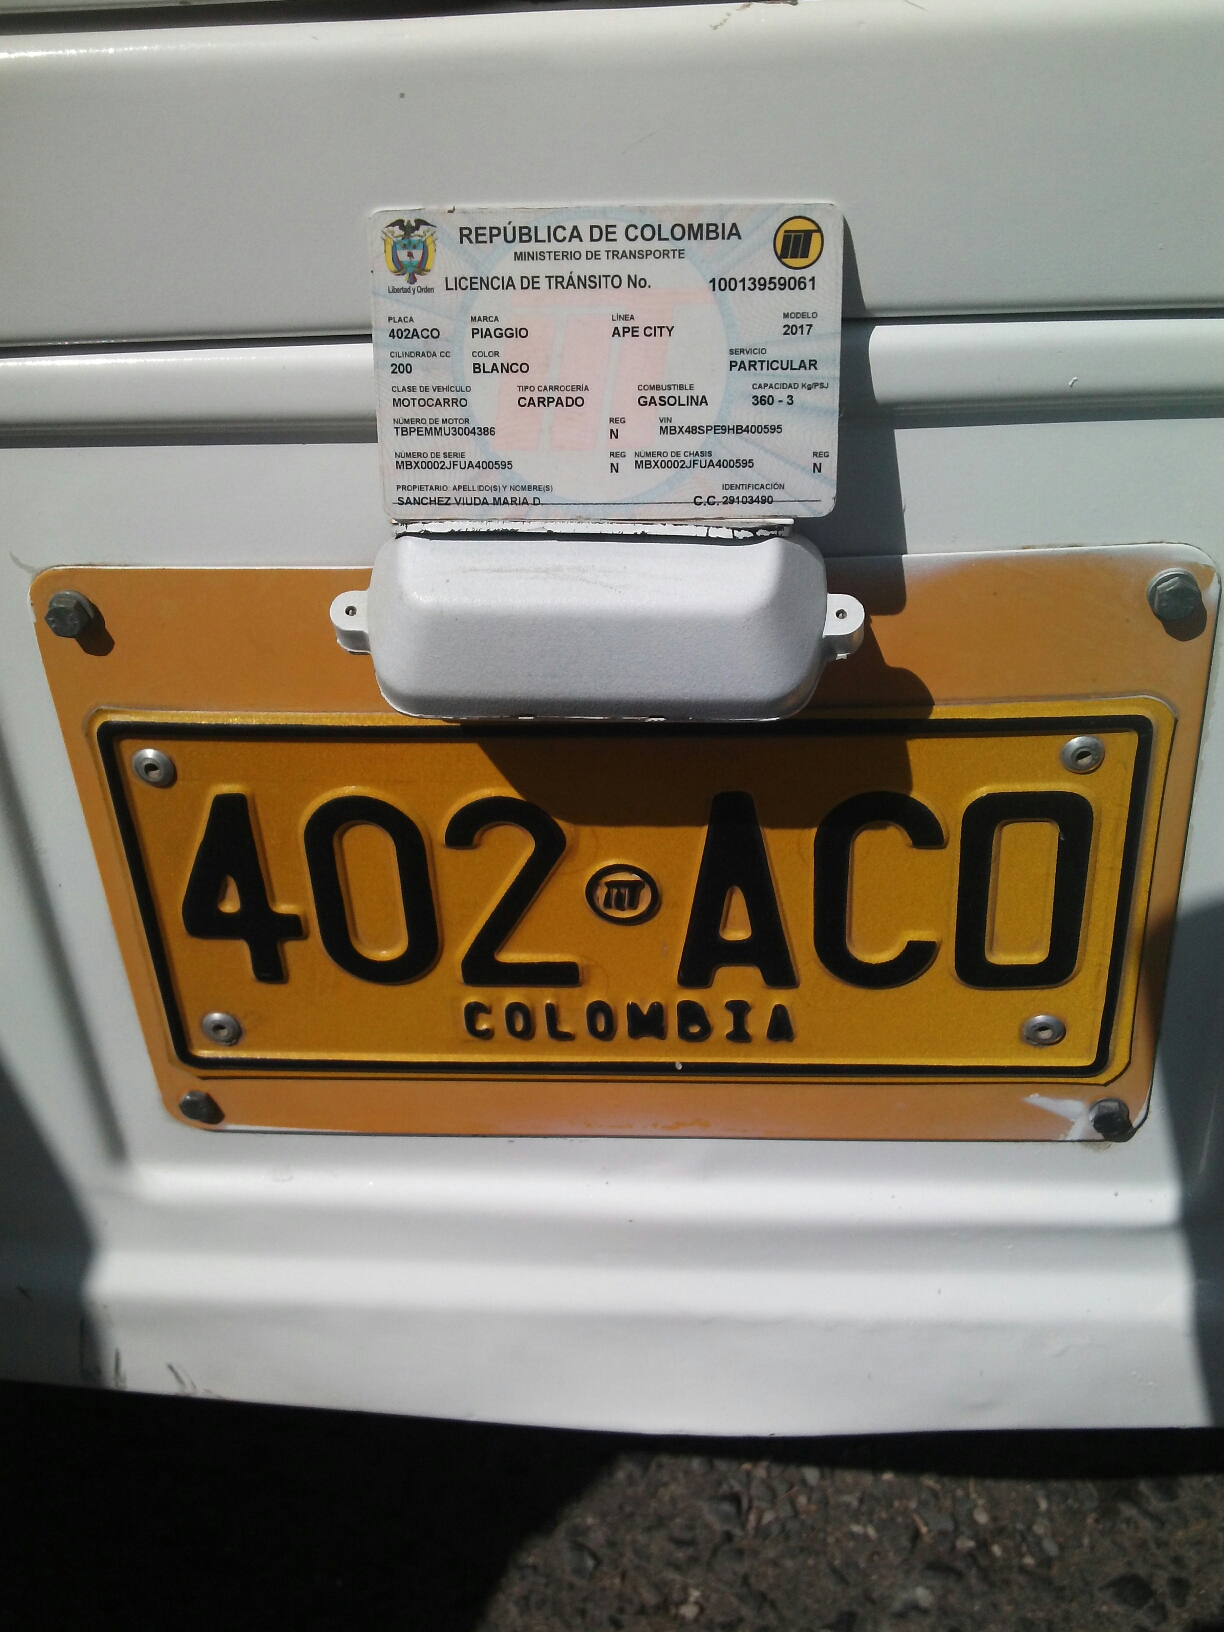 REPÚBLICA DE COLOMBIA
MINISTERIO DE TRANSPORTE
Libertad y Orden
LICENCIA DE TRÁNSITO No. 10013959061
PLACA MARCA LÍNEA MODELO
402ACO PIAGGIO APE CITY 2017
CILINDRADA CC COLOR SERVICIO
200 BLANCO PARTICULAR
CLASE DE VEHÍCULO TIPO CARROCERÍA COMBUSTIBLE CAPACIDAD Kg/PSJ
MOTOCARRO CARPADO GASOLINA 360 - 3
NÚMERO DE MOTOR REG VIN
TBPEMMU3004386 N MBX48SPE9HB400595
NÚMERO DE SERIE REG NÚMERO DE CHASIS REG
MBX0002JFUA400595 N MBX0002JFUA400595 N
PROPIETARIO: APELLIDO(S) Y NOMBRE(S) IDENTIFICACIÓN
SANCHEZ VIUDA MARIA D. C.C. 29103490
402 ACO
COLOMBIA